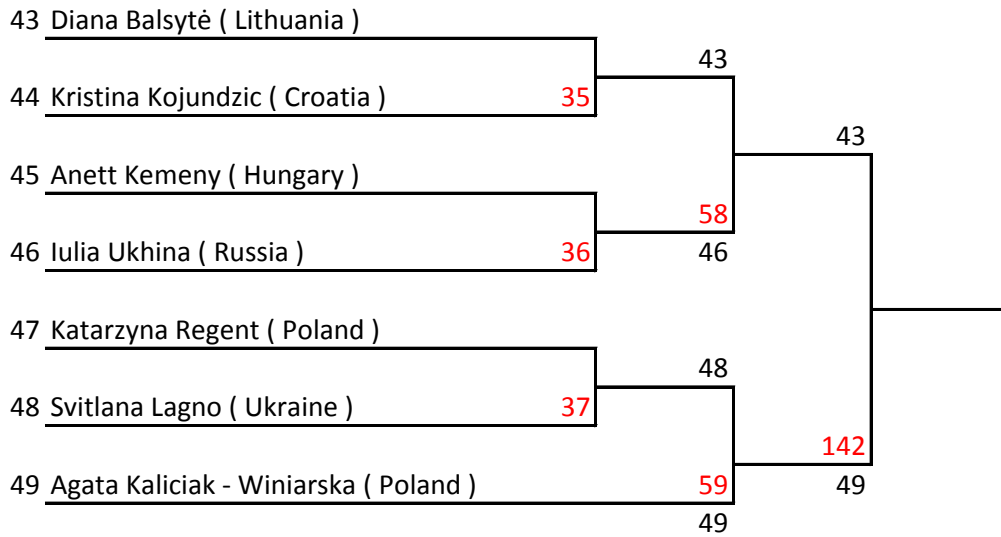 43 Diana Balsytė ( Lithuania )
43
44 Kristina Kojundzic ( Croatia ) 35
43
45 Anett Kemeny ( Hungary )
58
46 Iulia Ukhina ( Russia ) 36 46
47 Katarzyna Regent ( Poland )
48
48 Svitlana Lagno ( Ukraine ) 37
142
49 Agata Kaliciak - Winiarska ( Poland ) 59 49
49